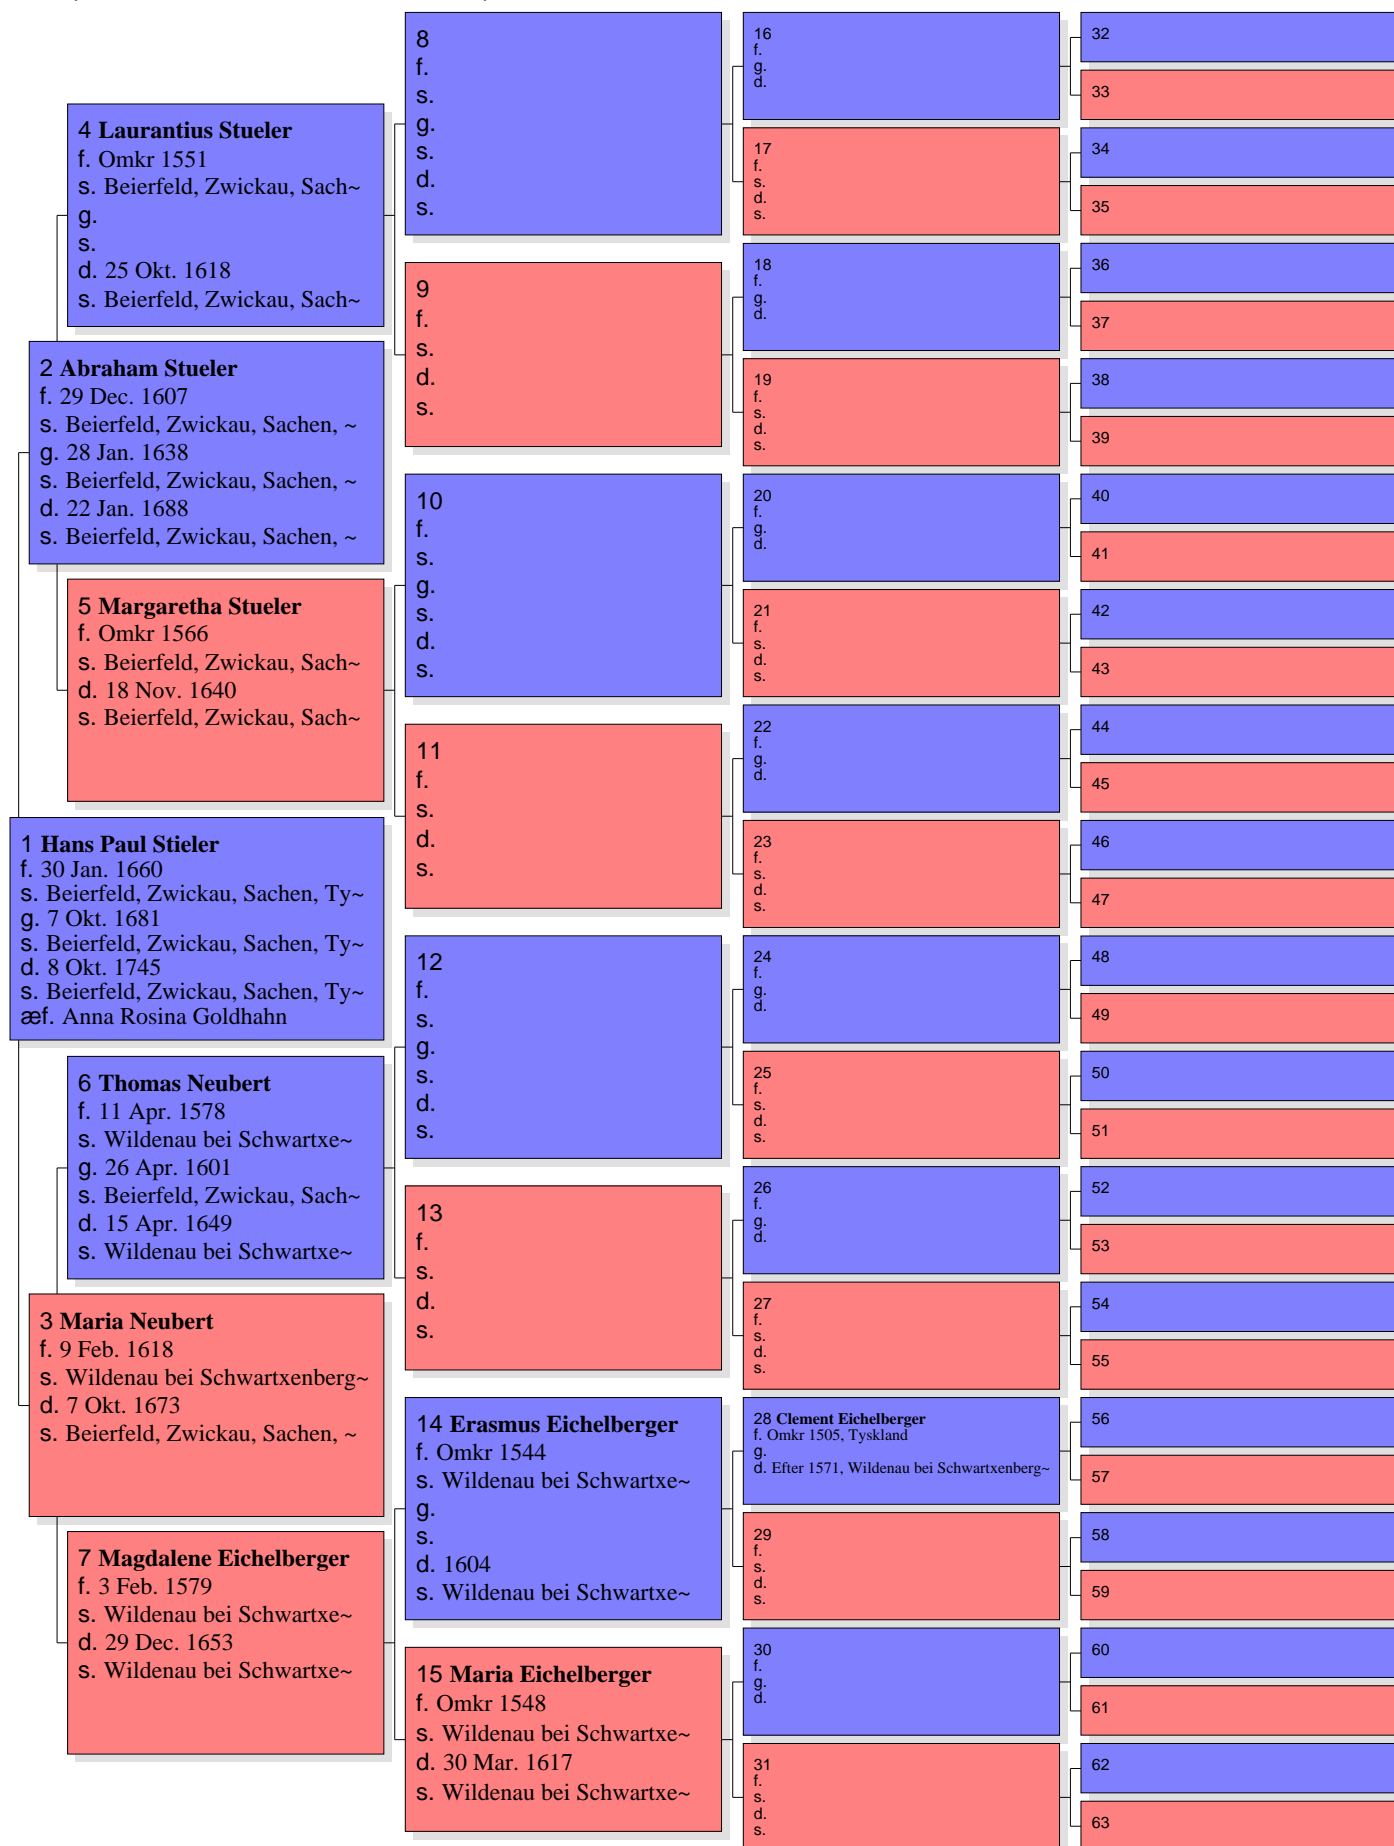 4 Laurantius Stueler
f. Omkr 1551
s. Beierfeld, Zwickau, Sach~
g.
s.
d. 25 Okt. 1618
s. Beierfeld, Zwickau, Sach~
2 Abraham Stueler
f. 29 Dec. 1607
s. Beierfeld, Zwickau, Sachen, ~
g. 28 Jan. 1638
s. Beierfeld, Zwickau, Sachen, ~
d. 22 Jan. 1688
s. Beierfeld, Zwickau, Sachen, ~
5 Margaretha Stueler
f. Omkr 1566
s. Beierfeld, Zwickau, Sach~
d. 18 Nov. 1640
s. Beierfeld, Zwickau, Sach~
1 Hans Paul Stieler
f. 30 Jan. 1660
s. Beierfeld, Zwickau, Sachen, Ty~
g. 7 Okt. 1681
s. Beierfeld, Zwickau, Sachen, Ty~
d. 8 Okt. 1745
s. Beierfeld, Zwickau, Sachen, Ty~
æf. Anna Rosina Goldhahn
6 Thomas Neubert
f. 11 Apr. 1578
s. Wildenau bei Schwartxe~
g. 26 Apr. 1601
s. Beierfeld, Zwickau, Sach~
d. 15 Apr. 1649
s. Wildenau bei Schwartxe~
3 Maria Neubert
f. 9 Feb. 1618
s. Wildenau bei Schwartxenberg~
d. 7 Okt. 1673
s. Beierfeld, Zwickau, Sachen, ~
7 Magdalene Eichelberger
f. 3 Feb. 1579
s. Wildenau bei Schwartxe~
d. 29 Dec. 1653
s. Wildenau bei Schwartxe~
8
f.
s.
g.
s.
d.
s.
9
f.
s.
d.
s.
10
f.
s.
g.
s.
d.
s.
11
f.
s.
d.
s.
12
f.
s.
g.
s.
d.
s.
13
f.
s.
d.
s.
14 Erasmus Eichelberger
f. Omkr 1544
s. Wildenau bei Schwartxe~
g.
s.
d. 1604
s. Wildenau bei Schwartxe~
15 Maria Eichelberger
f. Omkr 1548
s. Wildenau bei Schwartxe~
d. 30 Mar. 1617
s. Wildenau bei Schwartxe~
16
f.
g.
d.
17
f.
s.
d.
s.
18
f.
g.
d.
19
f.
s.
d.
s.
20
f.
g.
d.
21
f.
s.
d.
s.
22
f.
g.
d.
23
f.
s.
d.
s.
24
f.
g.
d.
25
f.
s.
d.
s.
26
f.
g.
d.
27
f.
s.
d.
s.
28 Clement Eichelberger
f. Omkr 1505, Tyskland
g.
d. Efter 1571, Wildenau bei Schwartxenberg~
29
f.
s.
d.
s.
30
f.
g.
d.
31
f.
s.
d.
s.
32
33
34
35
36
37
38
39
40
41
42
43
44
45
46
47
48
49
50
51
52
53
54
55
56
57
58
59
60
61
62
63